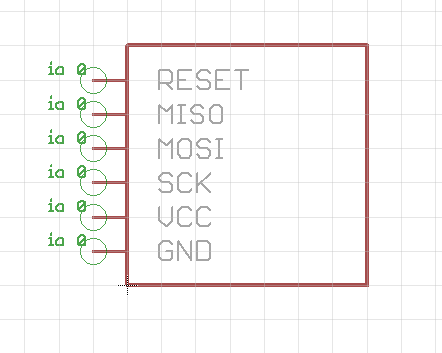 io 0 RESET
io 0 MISO
io 0 MOSI
io 0 SCK
io 0 VCC
io 0 GND